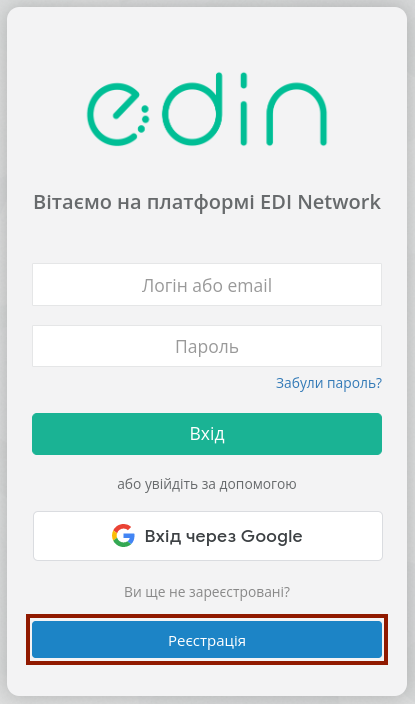 edin
Вітаємо на платформі EDI Network
Логін або email
Пароль
Забули пароль?
Вхід
або увійдіть за допомогою
Вхід через Google
Ви ще не зареєстровані?
Реєстрація